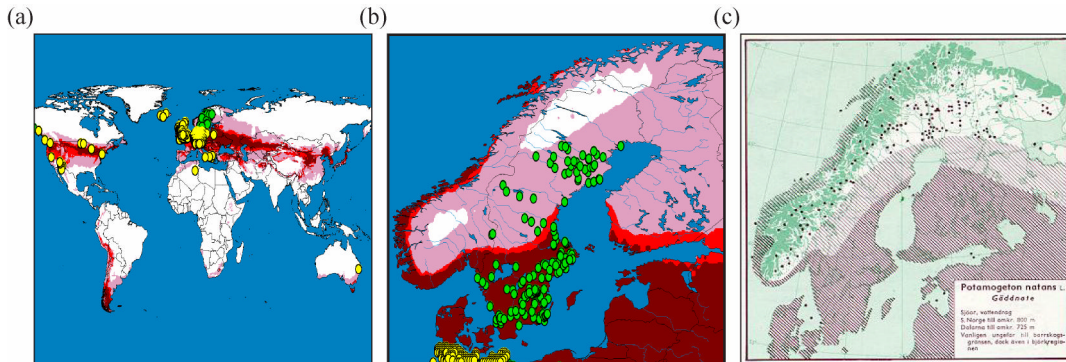 (a)
(b)
(c)
Potamogeton natans L.
Gäddnate
Sjöar, vattendrag
S. Norge till omkr. 800 m
Dalarna till omkr. 725 m
Vanligen ungefär till barrskogs-
gränsen, dock även i björkregio-
nen